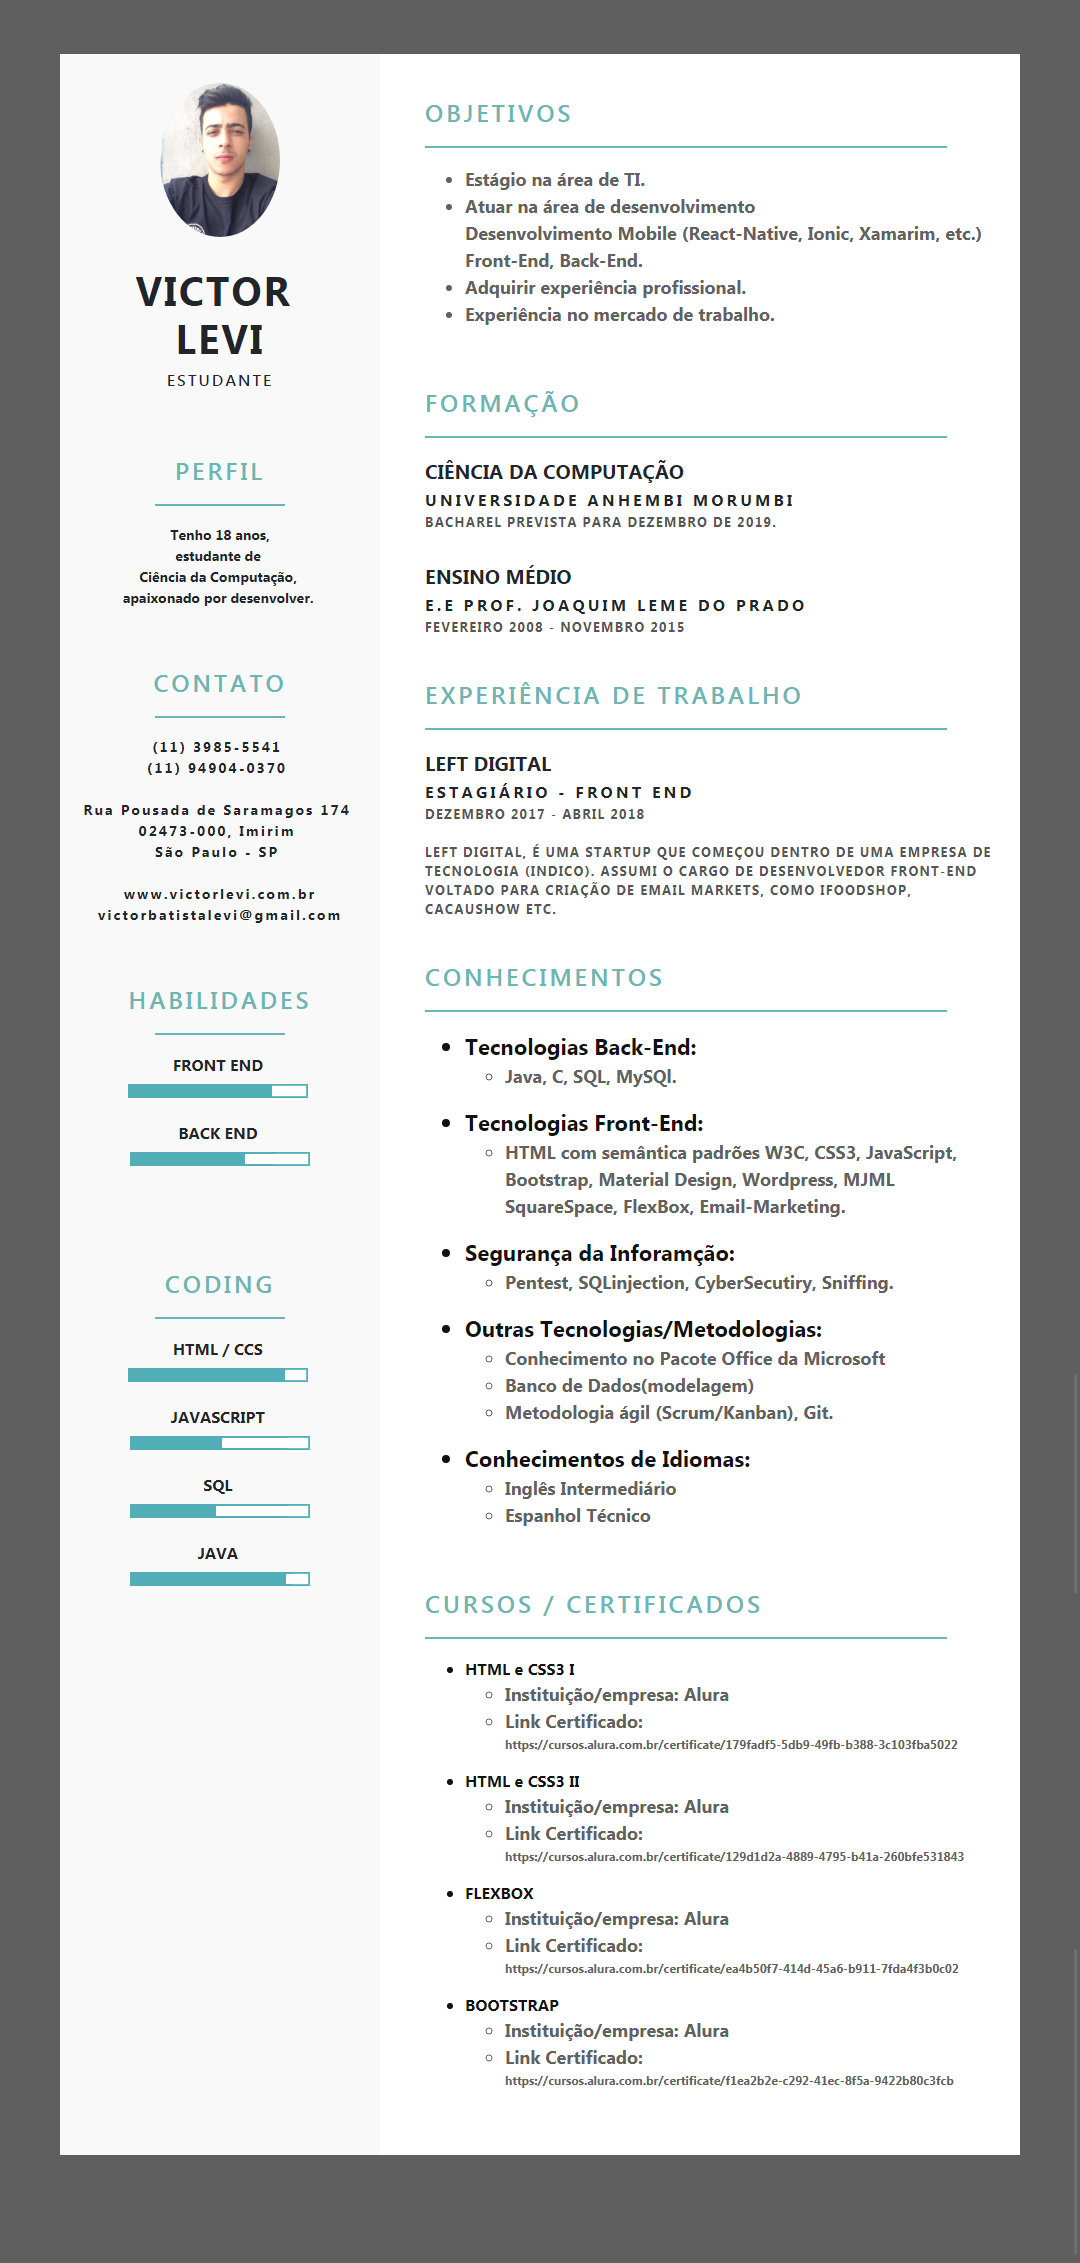 VICTOR
LEVI
ESTUDANTE
PERFIL
Tenho 18 anos,
estudante de
Ciência da Computação,
apaixonado por desenvolver.
CONTATO
(11) 3985-5541
(11) 94904-0370
Rua Pousada de Saramagos 174
02473-000, Imirim
São Paulo - SP
www.victorlevi.com.br
victorbatistalevi@gmail.com
HABILIDADES
FRONT END
BACK END
CODING
HTML / CCS
JAVASCRIPT
SQL
JAVA
OBJETIVOS
Estágio na área de TI.
Atuar na área de desenvolvimento
Desenvolvimento Mobile (React-Native, Ionic, Xamarim, etc.)
Front-End, Back-End.
Adquirir experiência profissional.
Experiência no mercado de trabalho.
FORMAÇÃO
CIÊNCIA DA COMPUTAÇÃO
UNIVERSIDADE ANHEMBI MORUMBI
BACHAREL PREVISTA PARA DEZEMBRO DE 2019.
ENSINO MÉDIO
E.E PROF. JOAQUIM LEME DO PRADO
FEVEREIRO 2008 - NOVEMBRO 2015
EXPERIÊNCIA DE TRABALHO
LEFT DIGITAL
ESTAGIÁRIO - FRONT END
DEZEMBRO 2017 - ABRIL 2018
LEFT DIGITAL, É UMA STARTUP QUE COMEÇOU DENTRO DE UMA EMPRESA DE
TECNOLOGIA (INDICO). ASSUMI O CARGO DE DESENVOLVEDOR FRONT-END
VOLTADO PARA CRIAÇÃO DE EMAIL MARKETS, COMO IFOODSHOP,
CACAUSHOW ETC.
CONHECIMENTOS
Tecnologias Back-End:
Java, C, SQL, MySQl.
Tecnologias Front-End:
HTML com semântica padrões W3C, CSS3, JavaScript,
Bootstrap, Material Design, Wordpress, MJML
SquareSpace, FlexBox, Email-Marketing.
Segurança da Inforamção:
Pentest, SQLinjection, CyberSecutiry, Sniffing.
Outras Tecnologias/Metodologias:
Conhecimento no Pacote Office da Microsoft
Banco de Dados(modelagem)
Metodologia ágil (Scrum/Kanban), Git.
Conhecimentos de Idiomas:
Inglês Intermediário
Espanhol Técnico
CURSOS / CERTIFICADOS
HTML e CSS3 I
Instituição/empresa: Alura
Link Certificado:
https://cursos.alura.com.br/certificate/179fadf5-5db9-49fb-b388-3c103fba5022
HTML e CSS3 II
Instituição/empresa: Alura
Link Certificado:
https://cursos.alura.com.br/certificate/129d1d2a-4889-4795-b41a-260bfe531843
FLEXBOX
Instituição/empresa: Alura
Link Certificado:
https://cursos.alura.com.br/certificate/ea4b50f7-414d-45a6-b911-7fda4f3b0c02
BOOTSTRAP
Instituição/empresa: Alura
Link Certificado:
https://cursos.alura.com.br/certificate/f1ea2b2e-c292-41ec-8f5a-9422b80c3fcb